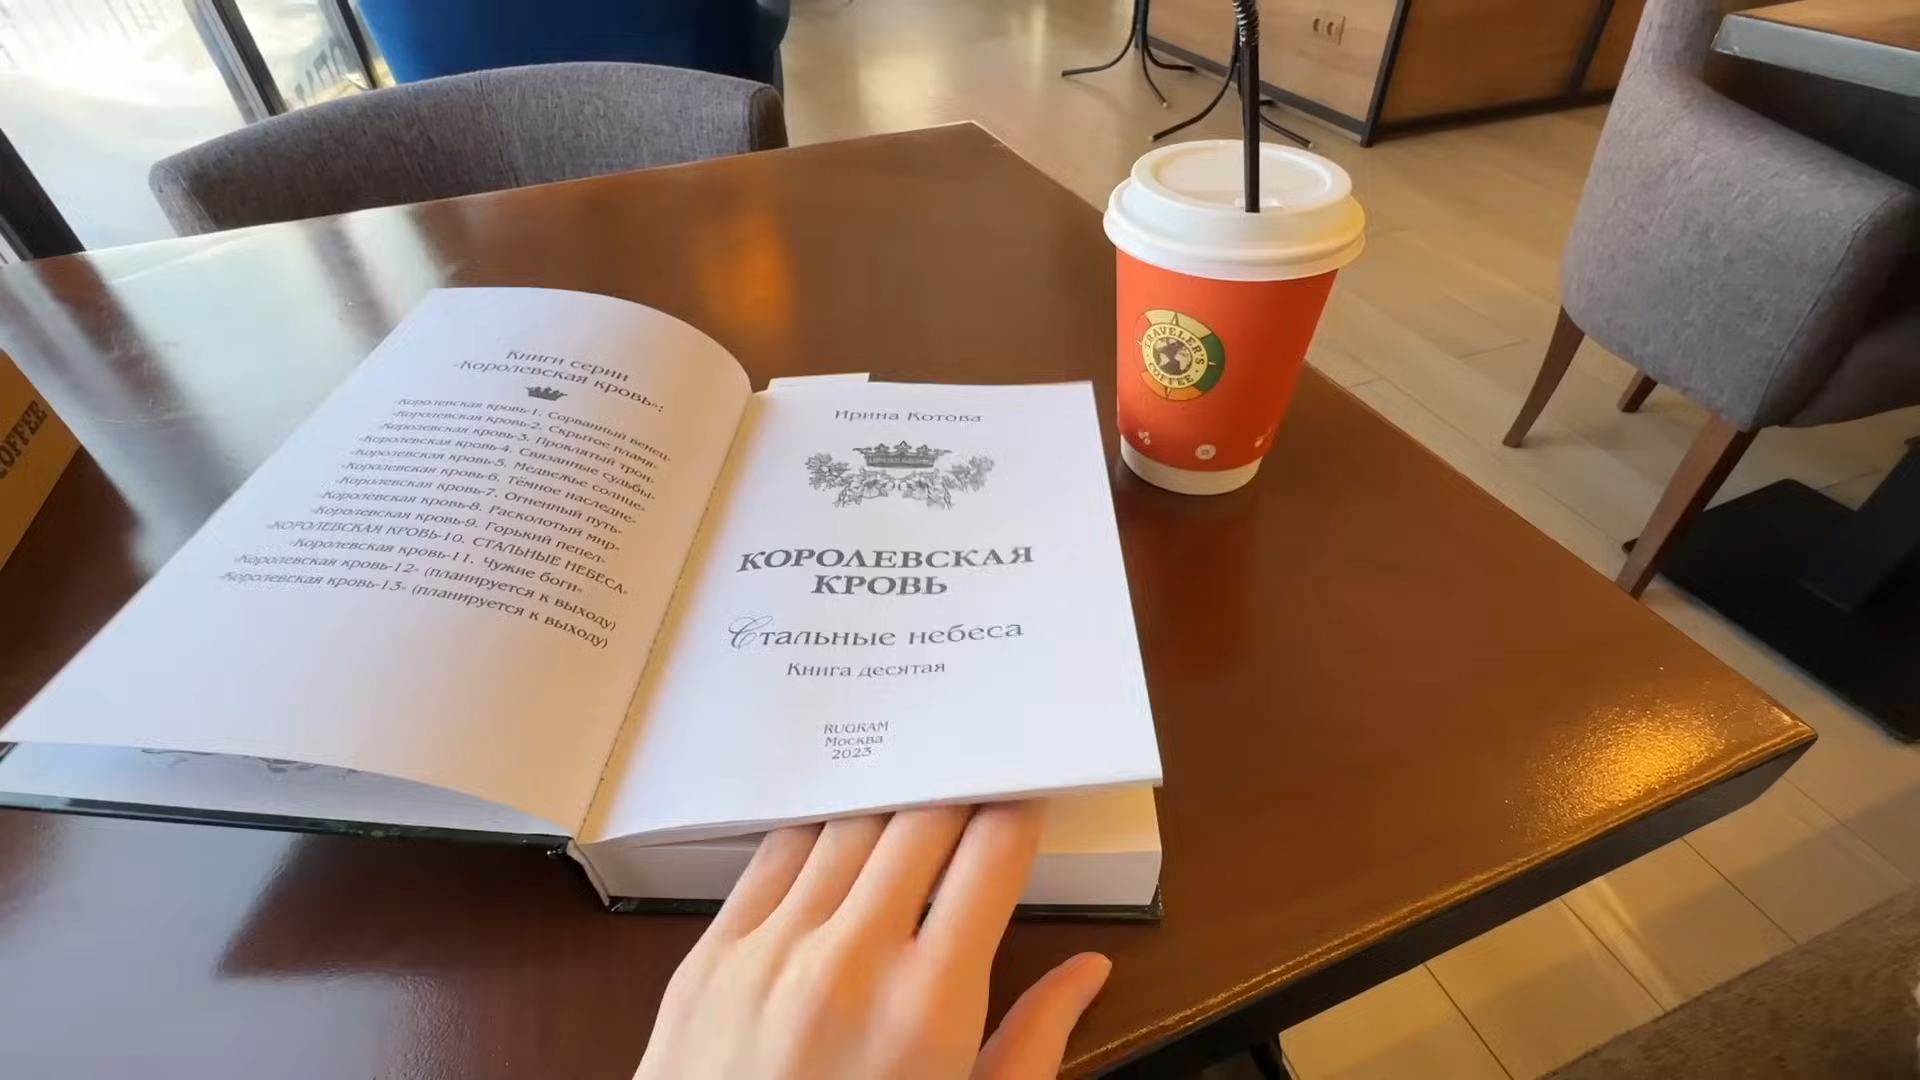 Книги серии
«Королевская кровь»:
«Королевская кровь-1. Сорванный венец»
«Королевская кровь-2. Скрытое пламя»
«Королевская кровь-3. Проклятый трон»
«Королевская кровь-4. Связанные судьбы»
«Королевская кровь-5. Медвежье солнце»
«Королевская кровь-6. Тёмное наследие»
«Королевская кровь-7. Огненный путь»
«Королевская кровь-8. Расколотый мир»
«Королевская кровь-9. Горький пепел»
«КОРОЛЕВСКАЯ КРОВЬ-10. СТАЛЬНЫЕ НЕБЕСА»
«Королевская кровь-11. Чужие боги»
«Королевская кровь-12» (планируется к выходу)
«Королевская кровь-13» (планируется к выходу)
Ирина Котова
КОРОЛЕВСКАЯ
КРОВЬ
Стальные небеса
Книга десятая
RUGRAM
Москва
2023
TRAVELER'S
COFFEE
COFFEE